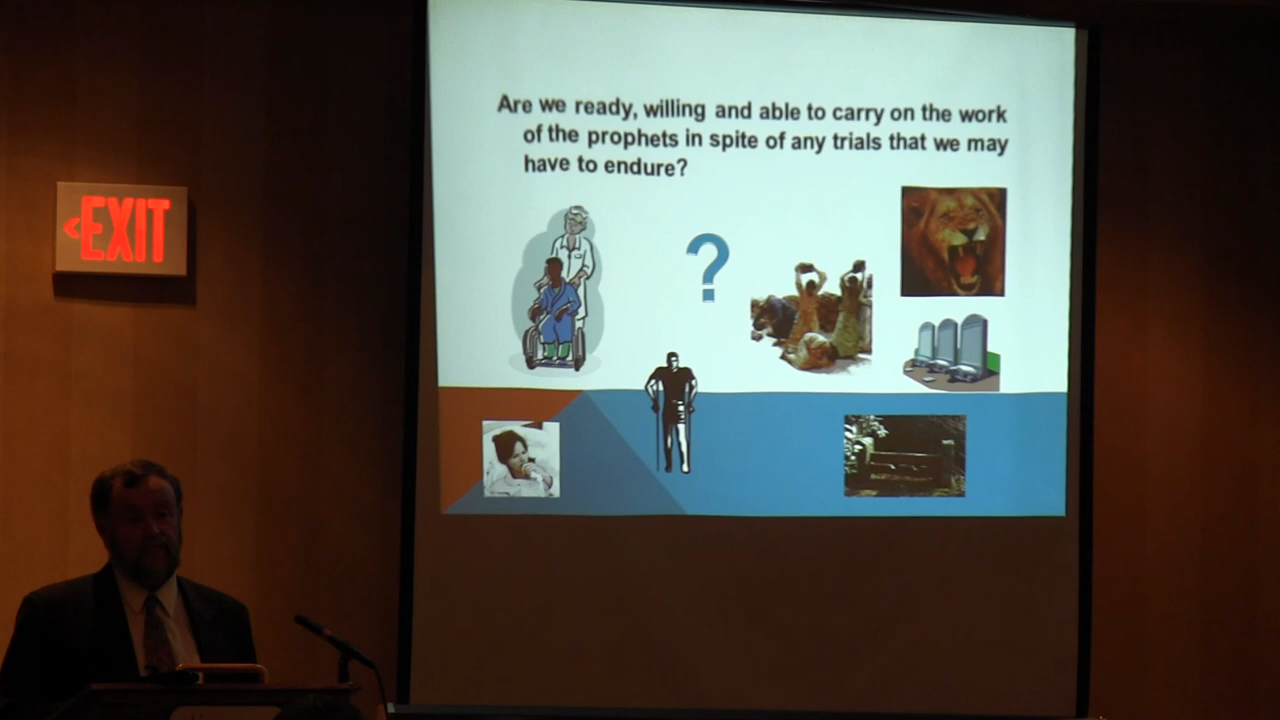 Are we ready, willing and able to carry on the work
of the prophets in spite of any trials that we may
have to endure?
?
<EXIT